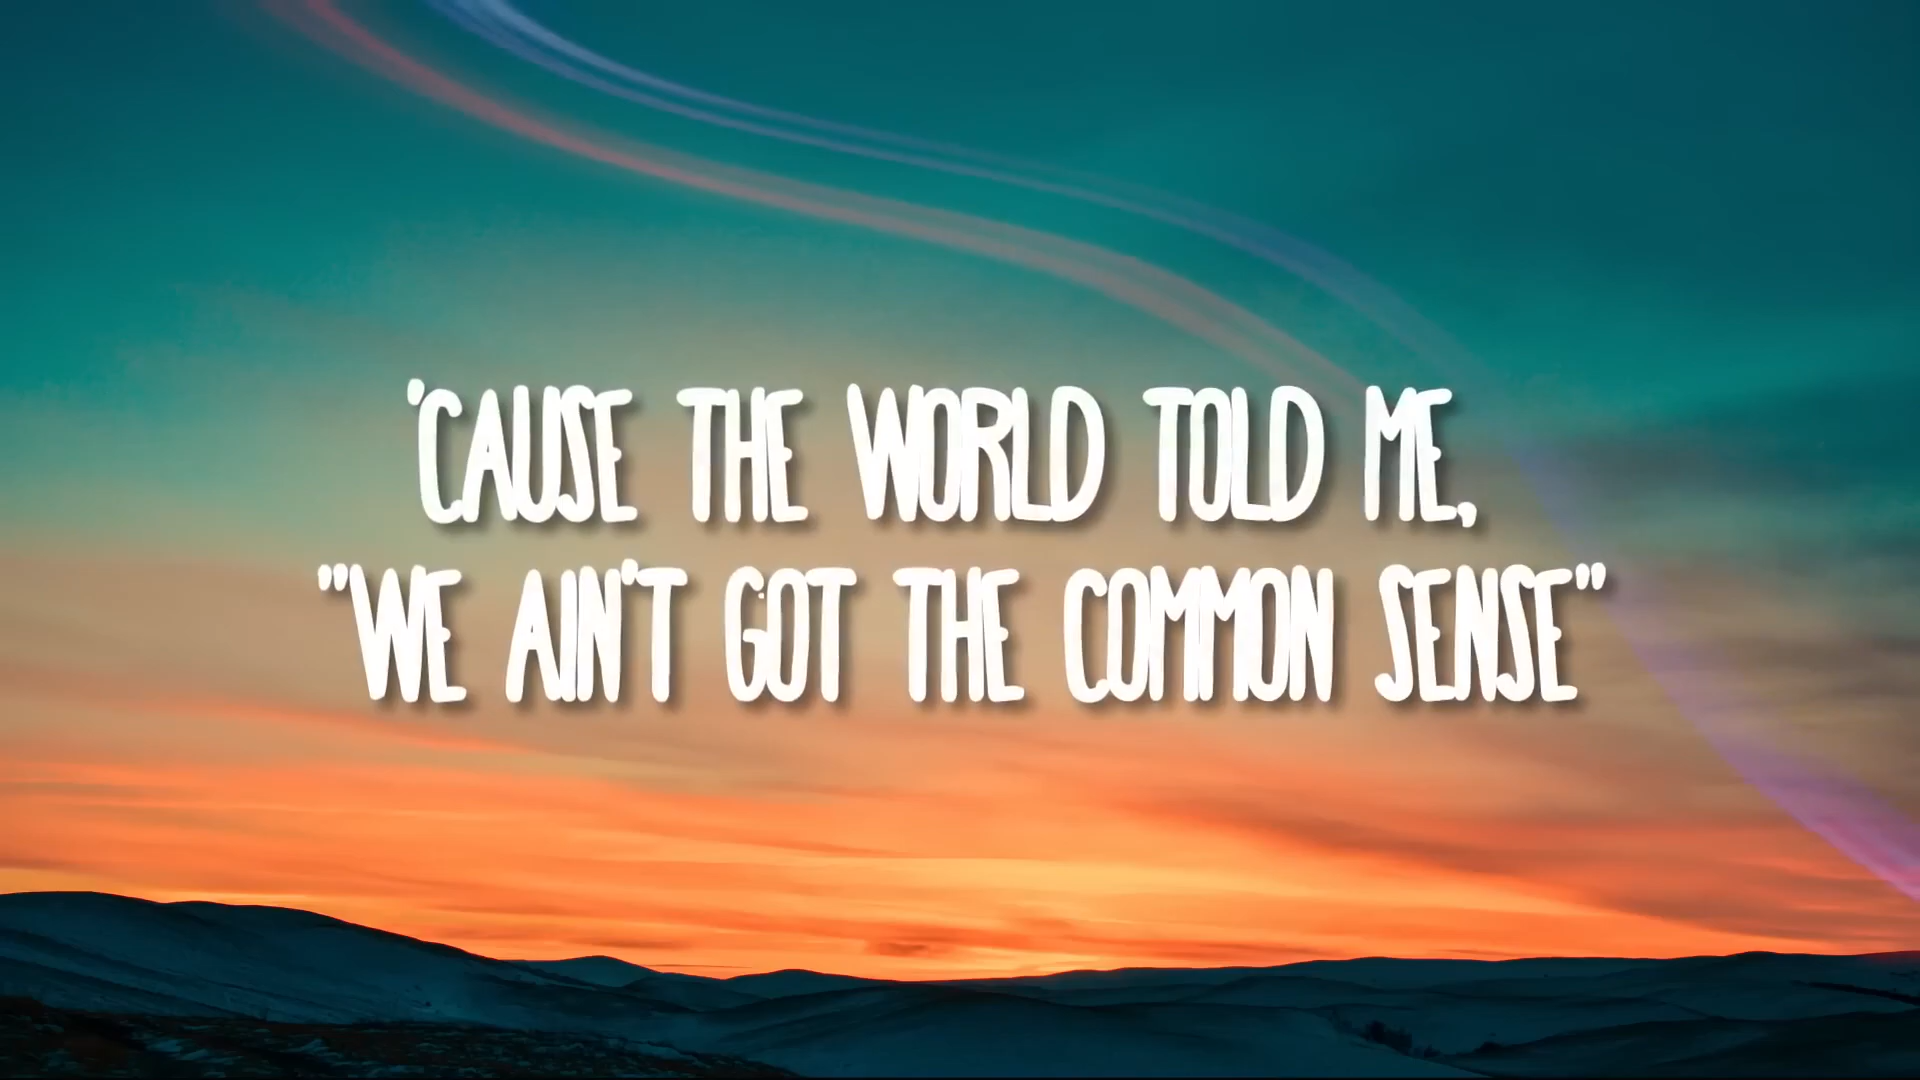 'CAUSE THE WORLD TOLD ME,
"WE AIN'T GOT THE COMMON SENSE"